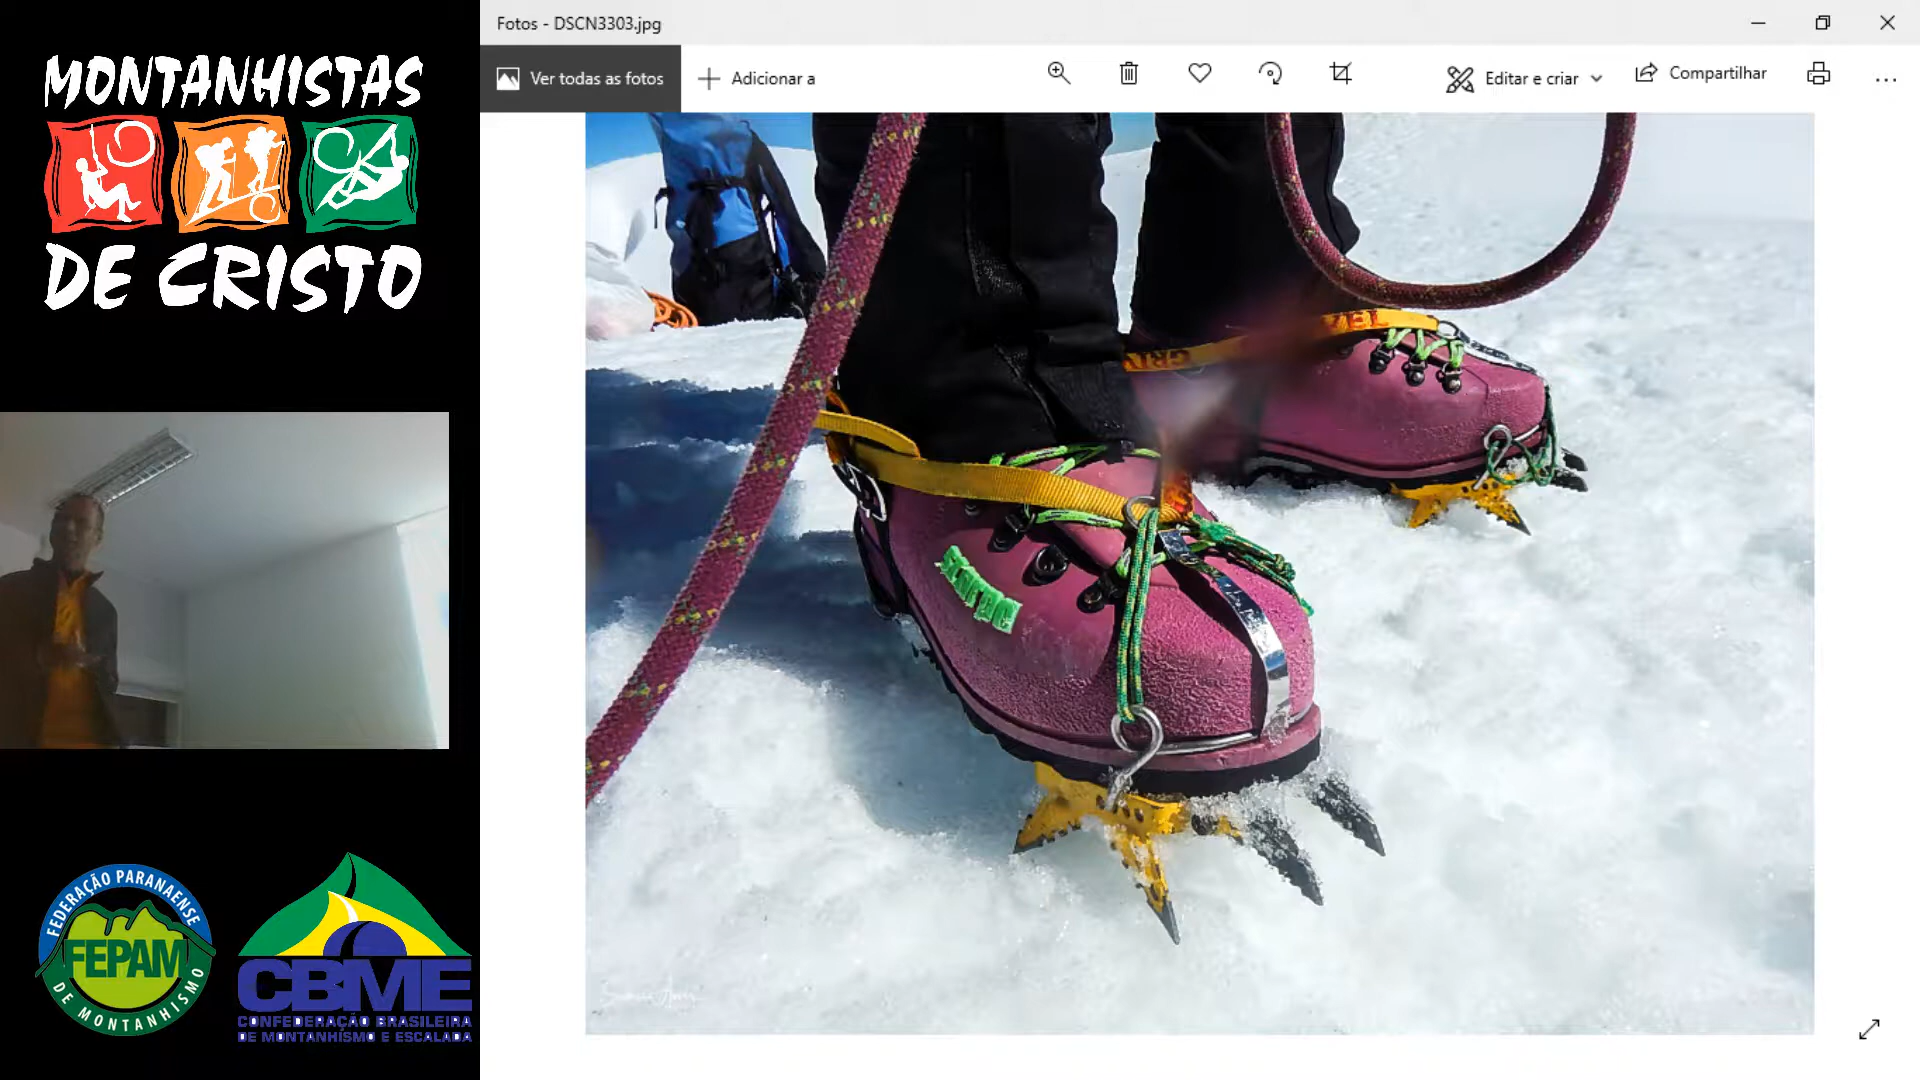 MONTANHISTAS
DE CRISTO
FEDERAÇÃO PARANAENSE
FEPAM
DE MONTANHISMO
CBME
CONFEDERAÇÃO BRASILEIRA
DE MONTANHISMO E ESCALADA
Fotos - DSCN3303.jpg
Ver todas as fotos
Adicionar a
Editar e criar
Compartilhar